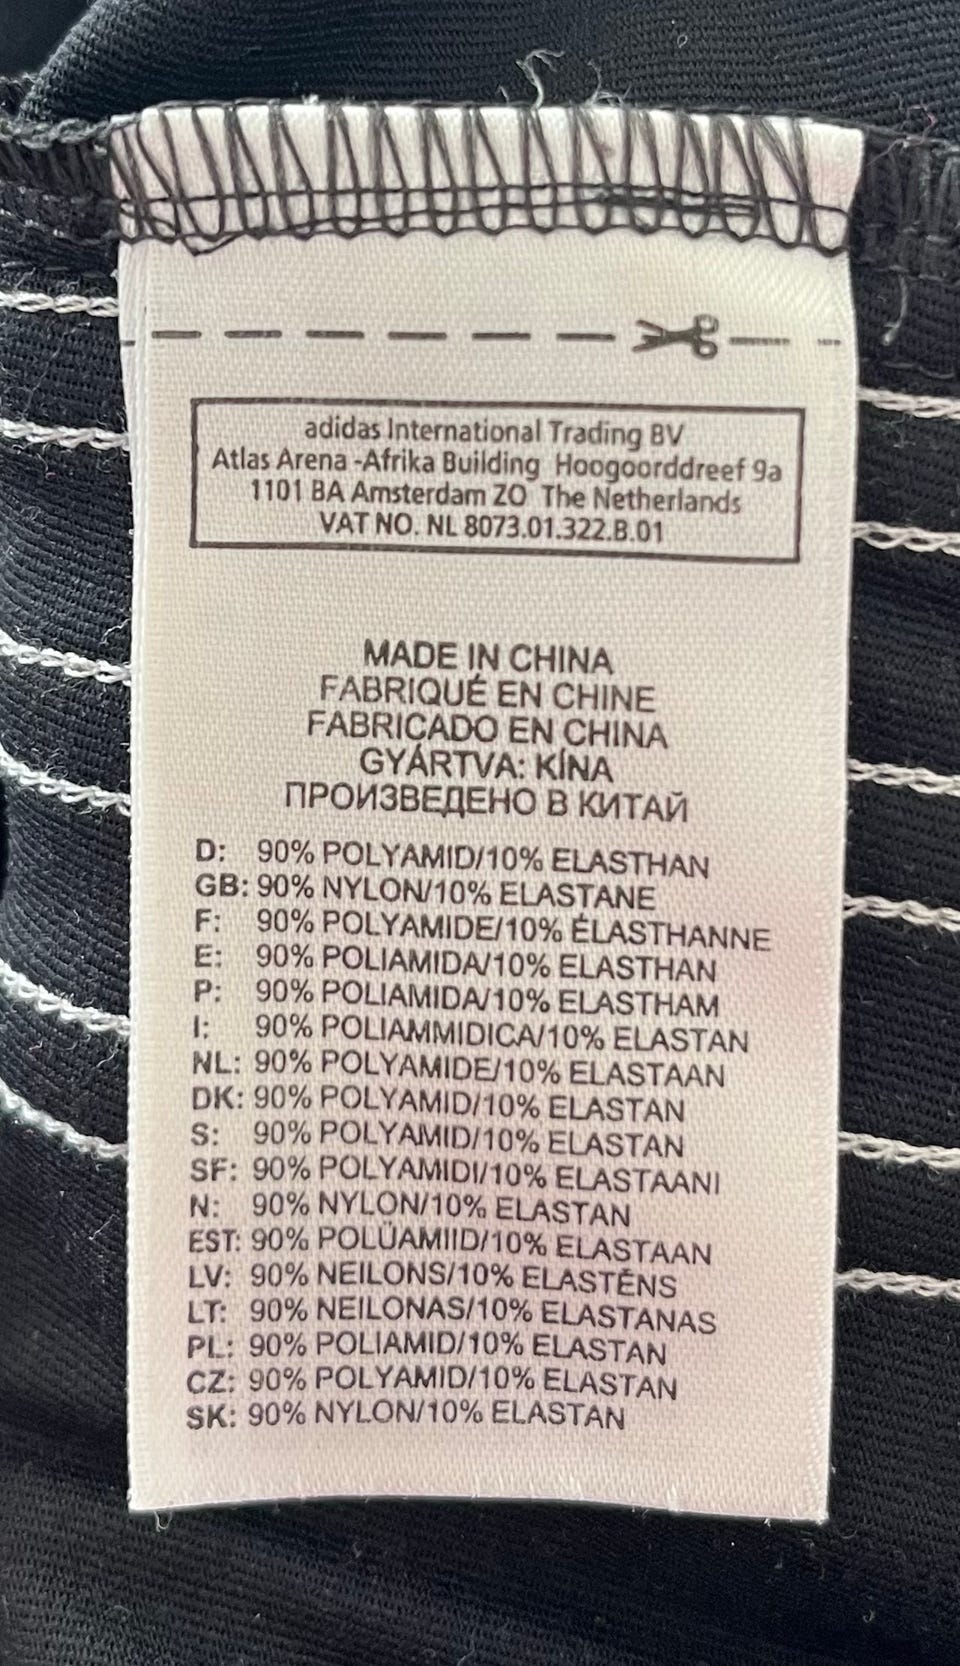 adidas International Trading BV
Atlas Arena -Afrika Building Hoogoorddreef 9a
1101 BA Amsterdam ZO The Netherlands
VAT NO. NL 8073.01.322.B.01
MADE IN CHINA
FABRIQUÉ EN CHINE
FABRICADO EN CHINA
GYÁRTVA: KÍNA
ПРОИЗВЕДЕНО В КИТАЙ
D: 90% POLYAMID/10% ELASTHAN
GB: 90% NYLON/10% ELASTANE
F: 90% POLYAMIDE/10% ÉLASTHANNE
E: 90% POLIAMIDA/10% ELASTHAN
P: 90% POLIAMIDA/10% ELASTHAM
I: 90% POLIAMMIDICA/10% ELASTAN
NL: 90% POLYAMIDE/10% ELASTAAN
DK: 90% POLYAMID/10% ELASTAN
S: 90% POLYAMID/10% ELASTAN
SF: 90% POLYAMIDI/10% ELASTAANI
N: 90% NYLON/10% ELASTAN
EST: 90% POLÜAMIID/10% ELASTAAN
LV: 90% NEILONS/10% ELASTĒNS
LT: 90% NEILONAS/10% ELASTANAS
PL: 90% POLIAMID/10% ELASTAN
CZ: 90% POLYAMID/10% ELASTAN
SK: 90% NYLON/10% ELASTAN